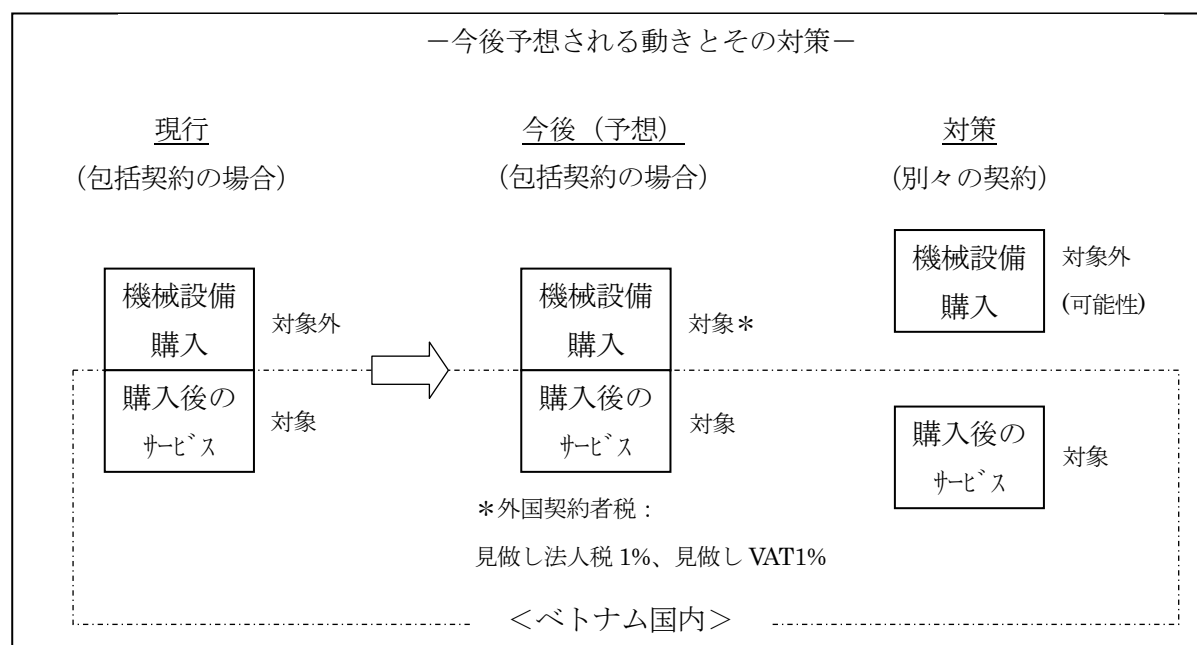 －今後予想される動きとその対策－
現行
(包括契約の場合)
機械設備
購入
対象外
購入後の
ｻｰﾋﾞｽ
対象
今後（予想）
(包括契約の場合)
機械設備
購入
対象＊
購入後の
ｻｰﾋﾞｽ
対象
＊外国契約者税：
見做し法人税 1%、見做し VAT1%
対策
(別々の契約)
機械設備
購入
対象外
(可能性)
購入後の
ｻｰﾋﾞｽ
対象
＜ベトナム国内＞